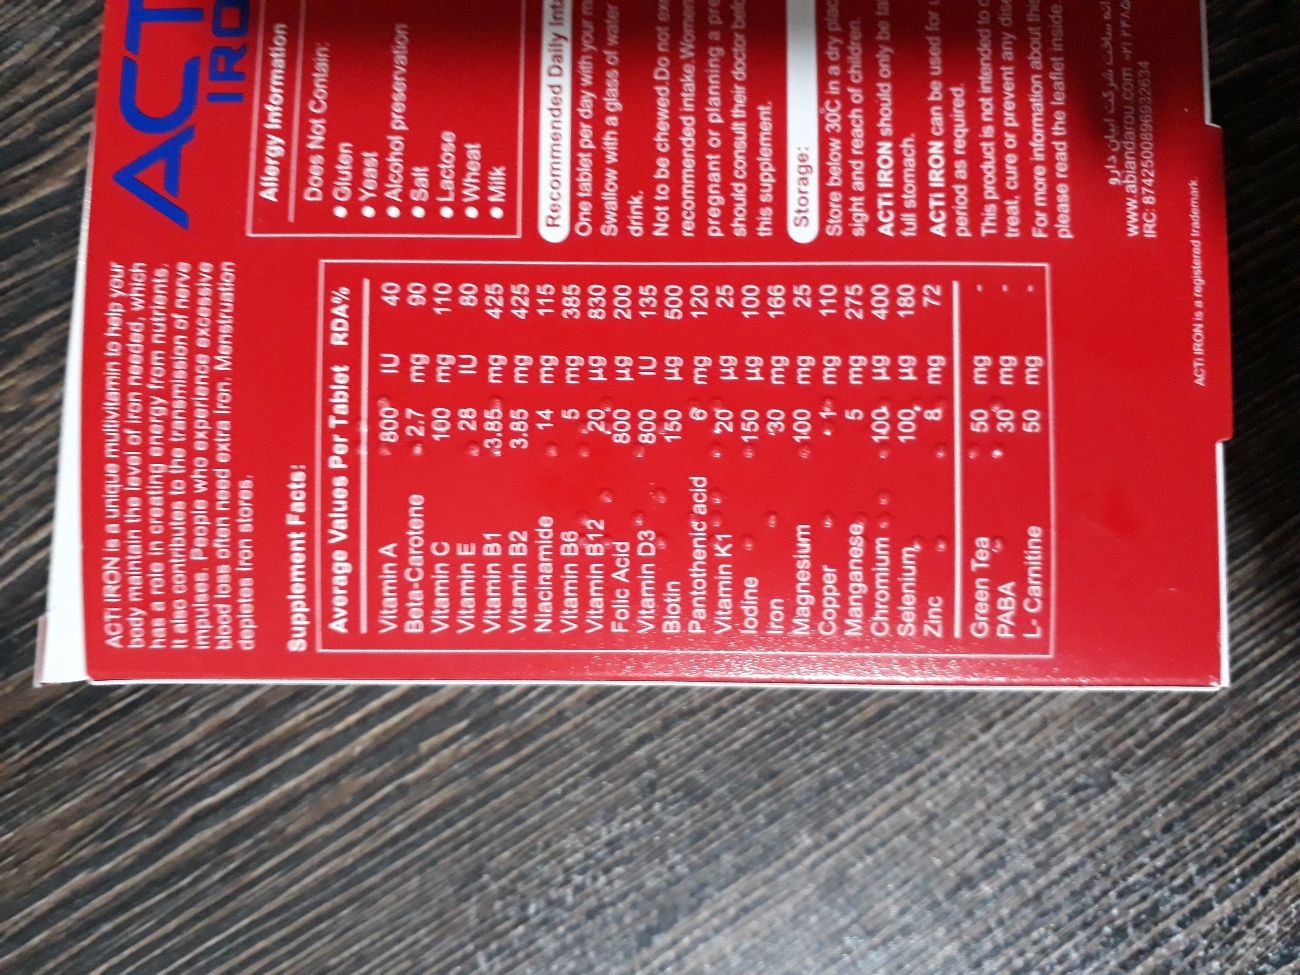 ACTI IRON is a unique multivitamin to help your
body maintain the level of iron needed, which
has a role in creating energy from nutrients.
It also contributes to the transmission of nerve
impulses. People who experiance excessive
blood loss often need extra Iron. Menstruation
depletes Iron stores.
Supplement Facts:
Average Values Per Tablet RDA%
Vitamin A 800 IU 40
Beta-Carotene 2.7 mg 90
Vitamin C 100 mg 110
Vitamin E 28 IU 80
Vitamin B1 3.85 mg 425
Vitamin B2 3.85 mg 425
Niacinamide 14 mg 115
Vitamin B6 5 mg 385
Vitamin B12 20 µg 830
Folic Acid 800 µg 200
Vitamin D3 800 IU 135
Biotin 150 µg 500
Pantothenic acid 6 mg 120
Vitamin K1 20 µg 25
Iodine 150 µg 100
Iron 30 mg 166
Magnesium 100 mg 25
Copper 1 mg 110
Manganese 5 mg 275
Chromium 100 µg 400
Selenium 100 µg 180
Zinc 8 mg 72
Green Tea 50 mg -
PABA 30 mg -
L- Carnitine 50 mg -
ACTI
IRO
Allergy Information
Does Not Contain:
• Gluten
• Yeast
• Alcohol preservation
• Salt
• Lactose
• Wheat
• Milk
Recommended Daily
One tablet per day with your
Swallow with a glass of water
drink.
Not to be chewed.Do not
recommended intake.Women
pregnant or planning a
should consult their doctor
this supplement.
Storage:
Store below 30C in a dry
sight and reach of children.
ACTI IRON should only be
full stomach.
ACTI IRON can be used for
period as required.
This product is not intended to
treat, cure or prevent any
For more information about
please read the leaflet inside
ساخت شرکت ابیان دارو
www.abiandarou.com
IRC: 8742500896932634
ACTI IRON is a registered trademark.